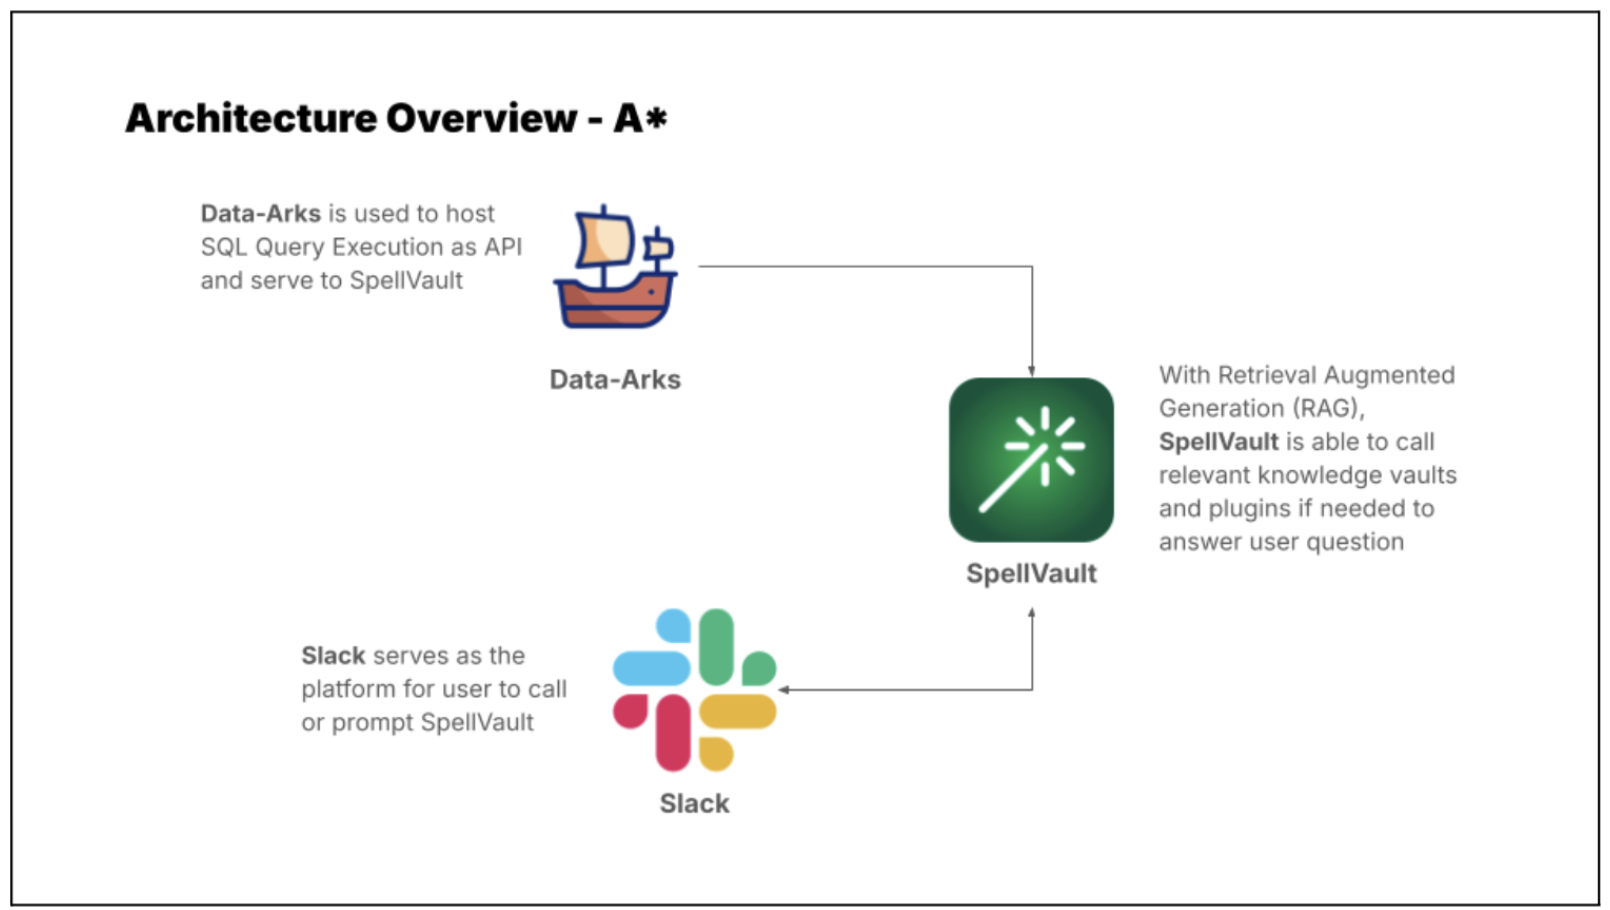 Architecture Overview - A*
Data-Arks is used to host
SQL Query Execution as API
and serve to SpellVault
Data-Arks
With Retrieval Augmented
Generation (RAG),
SpellVault is able to call
relevant knowledge vaults
and plugins if needed to
answer user question
SpellVault
Slack serves as the
platform for user to call
or prompt SpellVault
Slack